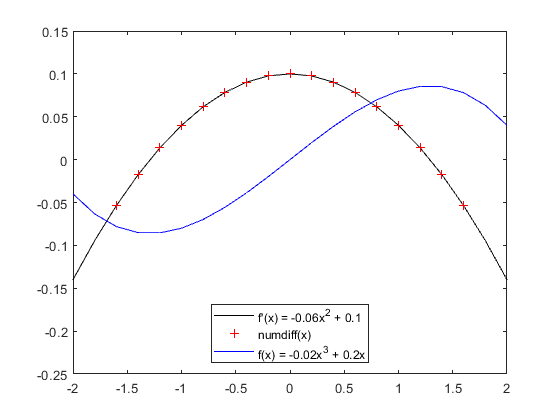 0.15
0.1
0.05
0
-0.05
-0.1
-0.15
-0.2
-0.25
-2 -1.5 -1 -0.5 0 0.5 1 1.5 2
f'(x) = -0.06x² + 0.1
numdiff(x)
f(x) = -0.02x³ + 0.2x